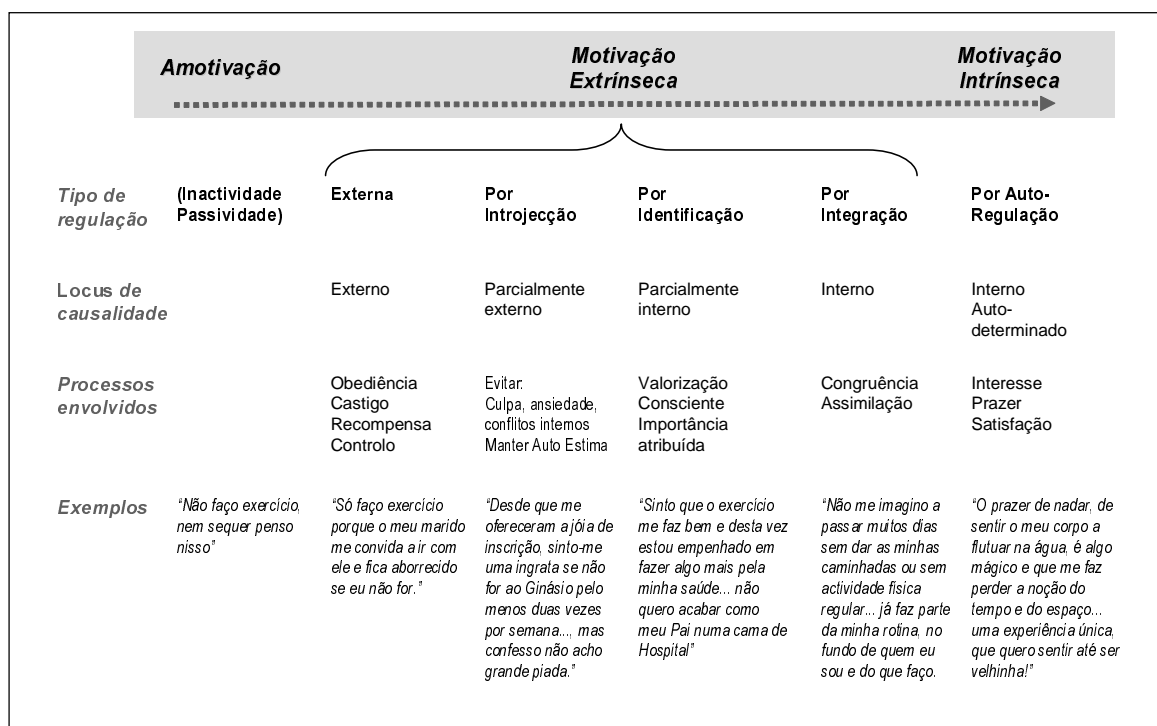 Amotivação
Motivação
Extrínseca
Motivação
Intrínseca
Tipo de
regulação
(Inactividade
Passividade)
Externa
Por
Introjecção
Por
Identificação
Por
Integração
Por Auto-
Regulação
Locus de
causalidade
Externo
Parcialmente
externo
Parcialmente
interno
Interno
Interno
Auto-
determinado
Processos
envolvidos
Obediência
Castigo
Recompensa
Controlo
Evitar:
Culpa, ansiedade,
conflitos internos
Manter Auto Estima
Valorização
Consciente
Importância
atribuída
Congruência
Assimilação
Interesse
Prazer
Satisfação
Exemplos
“Não faço exercício,
nem sequer penso
nisso”
“Só faço exercício
porque o meu marido
me convida a ir com
ele e fica aborrecido
se eu não for.”
“Desde que me
ofereceram a jóia de
inscrição, sinto-me
uma ingrata se não
for ao Ginásio pelo
menos duas vezes
por semana..., mas
confesso não acho
grande piada.”
“Sinto que o exercício
me faz bem e desta vez
estou empenhado em
fazer algo mais pela
minha saúde... não
quero acabar como
meu Pai numa cama de
Hospital”
“Não me imagino a
passar muitos dias
sem dar as minhas
caminhadas ou sem
actividade física
regular... já faz parte
da minha rotina, no
fundo de quem eu
sou e do que faço.
“O prazer de nadar, de
sentir o meu corpo a
flutuar na água, é algo
mágico e que me faz
perder a noção do
tempo e do espaço...
uma experiência única,
que quero sentir até ser
velhinha!”